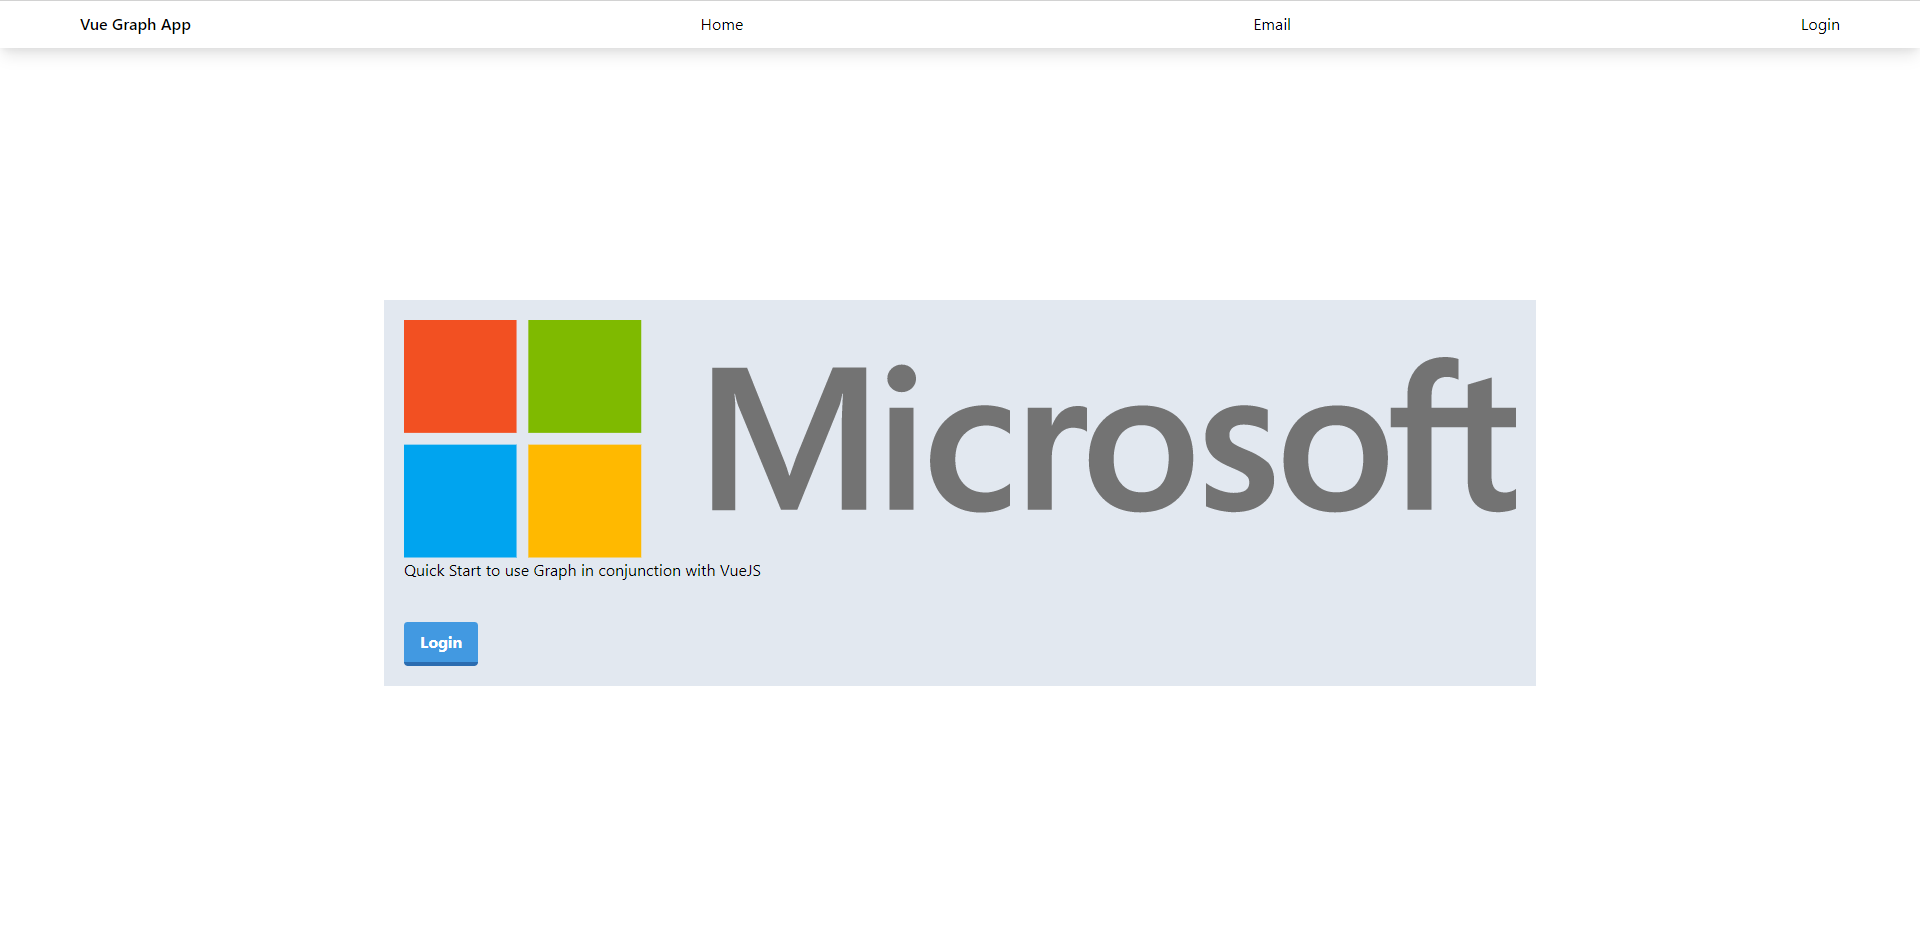 Vue Graph App Home Email Login
Microsoft
Quick Start to use Graph in conjunction with VueJS
Login